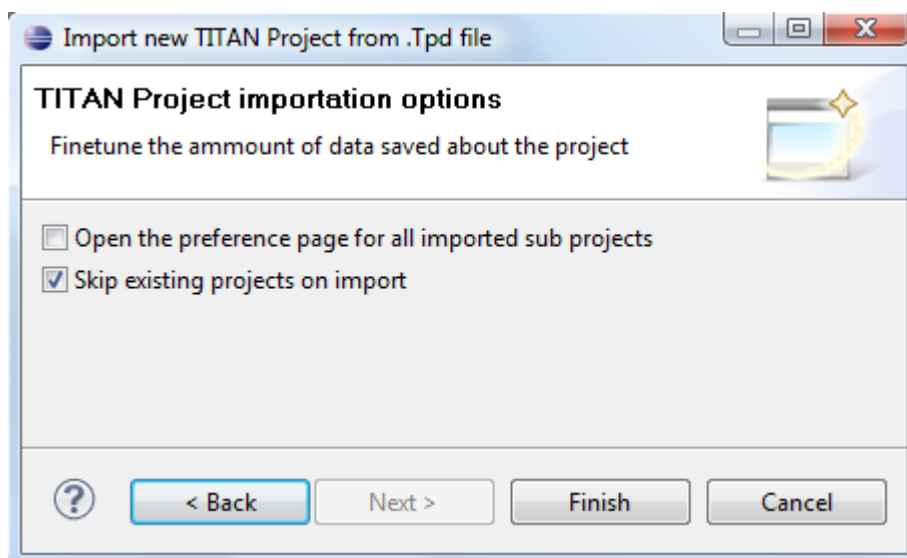 Import new TITAN Project from .Tpd file
TITAN Project importation options
Finetune the ammount of data saved about the project
Open the preference page for all imported sub projects
Skip existing projects on import
? < Back Next > Finish Cancel